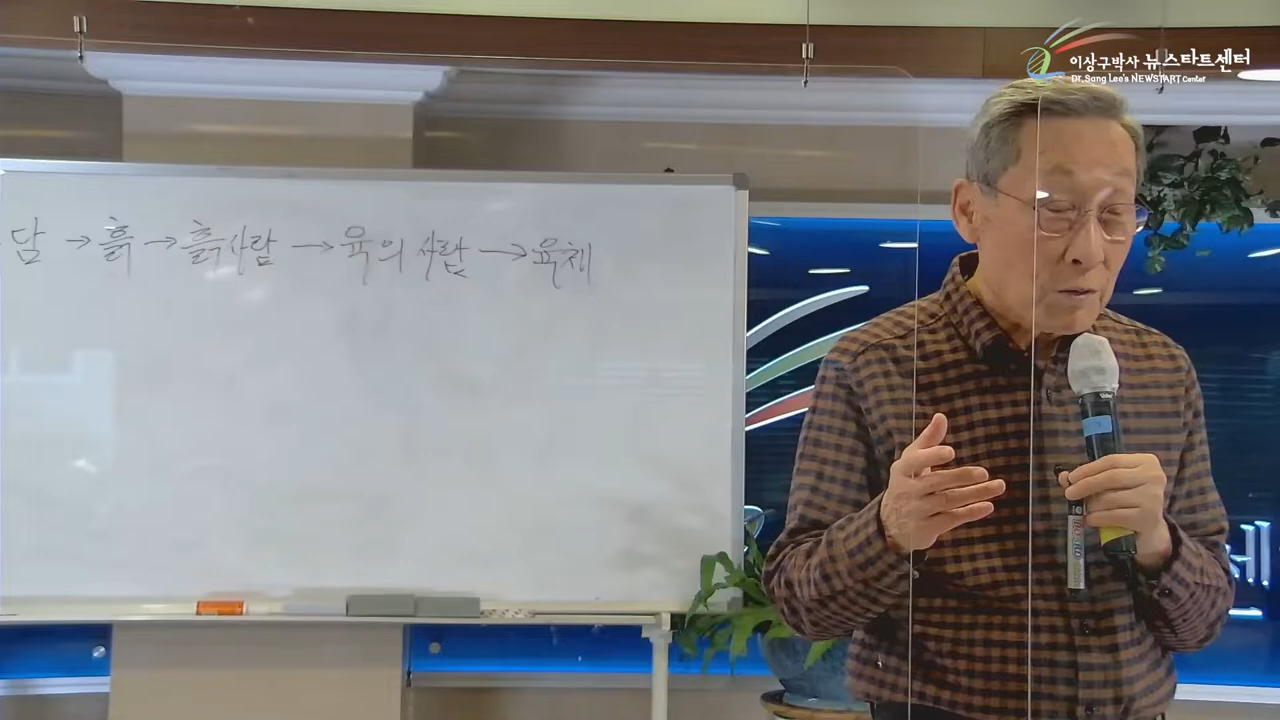 이상구박사 뉴스타트센터
Dr. Sang Lee's NEWSTART Center
담 → 흙 → 흙사람 → 육의 사람 → 육체